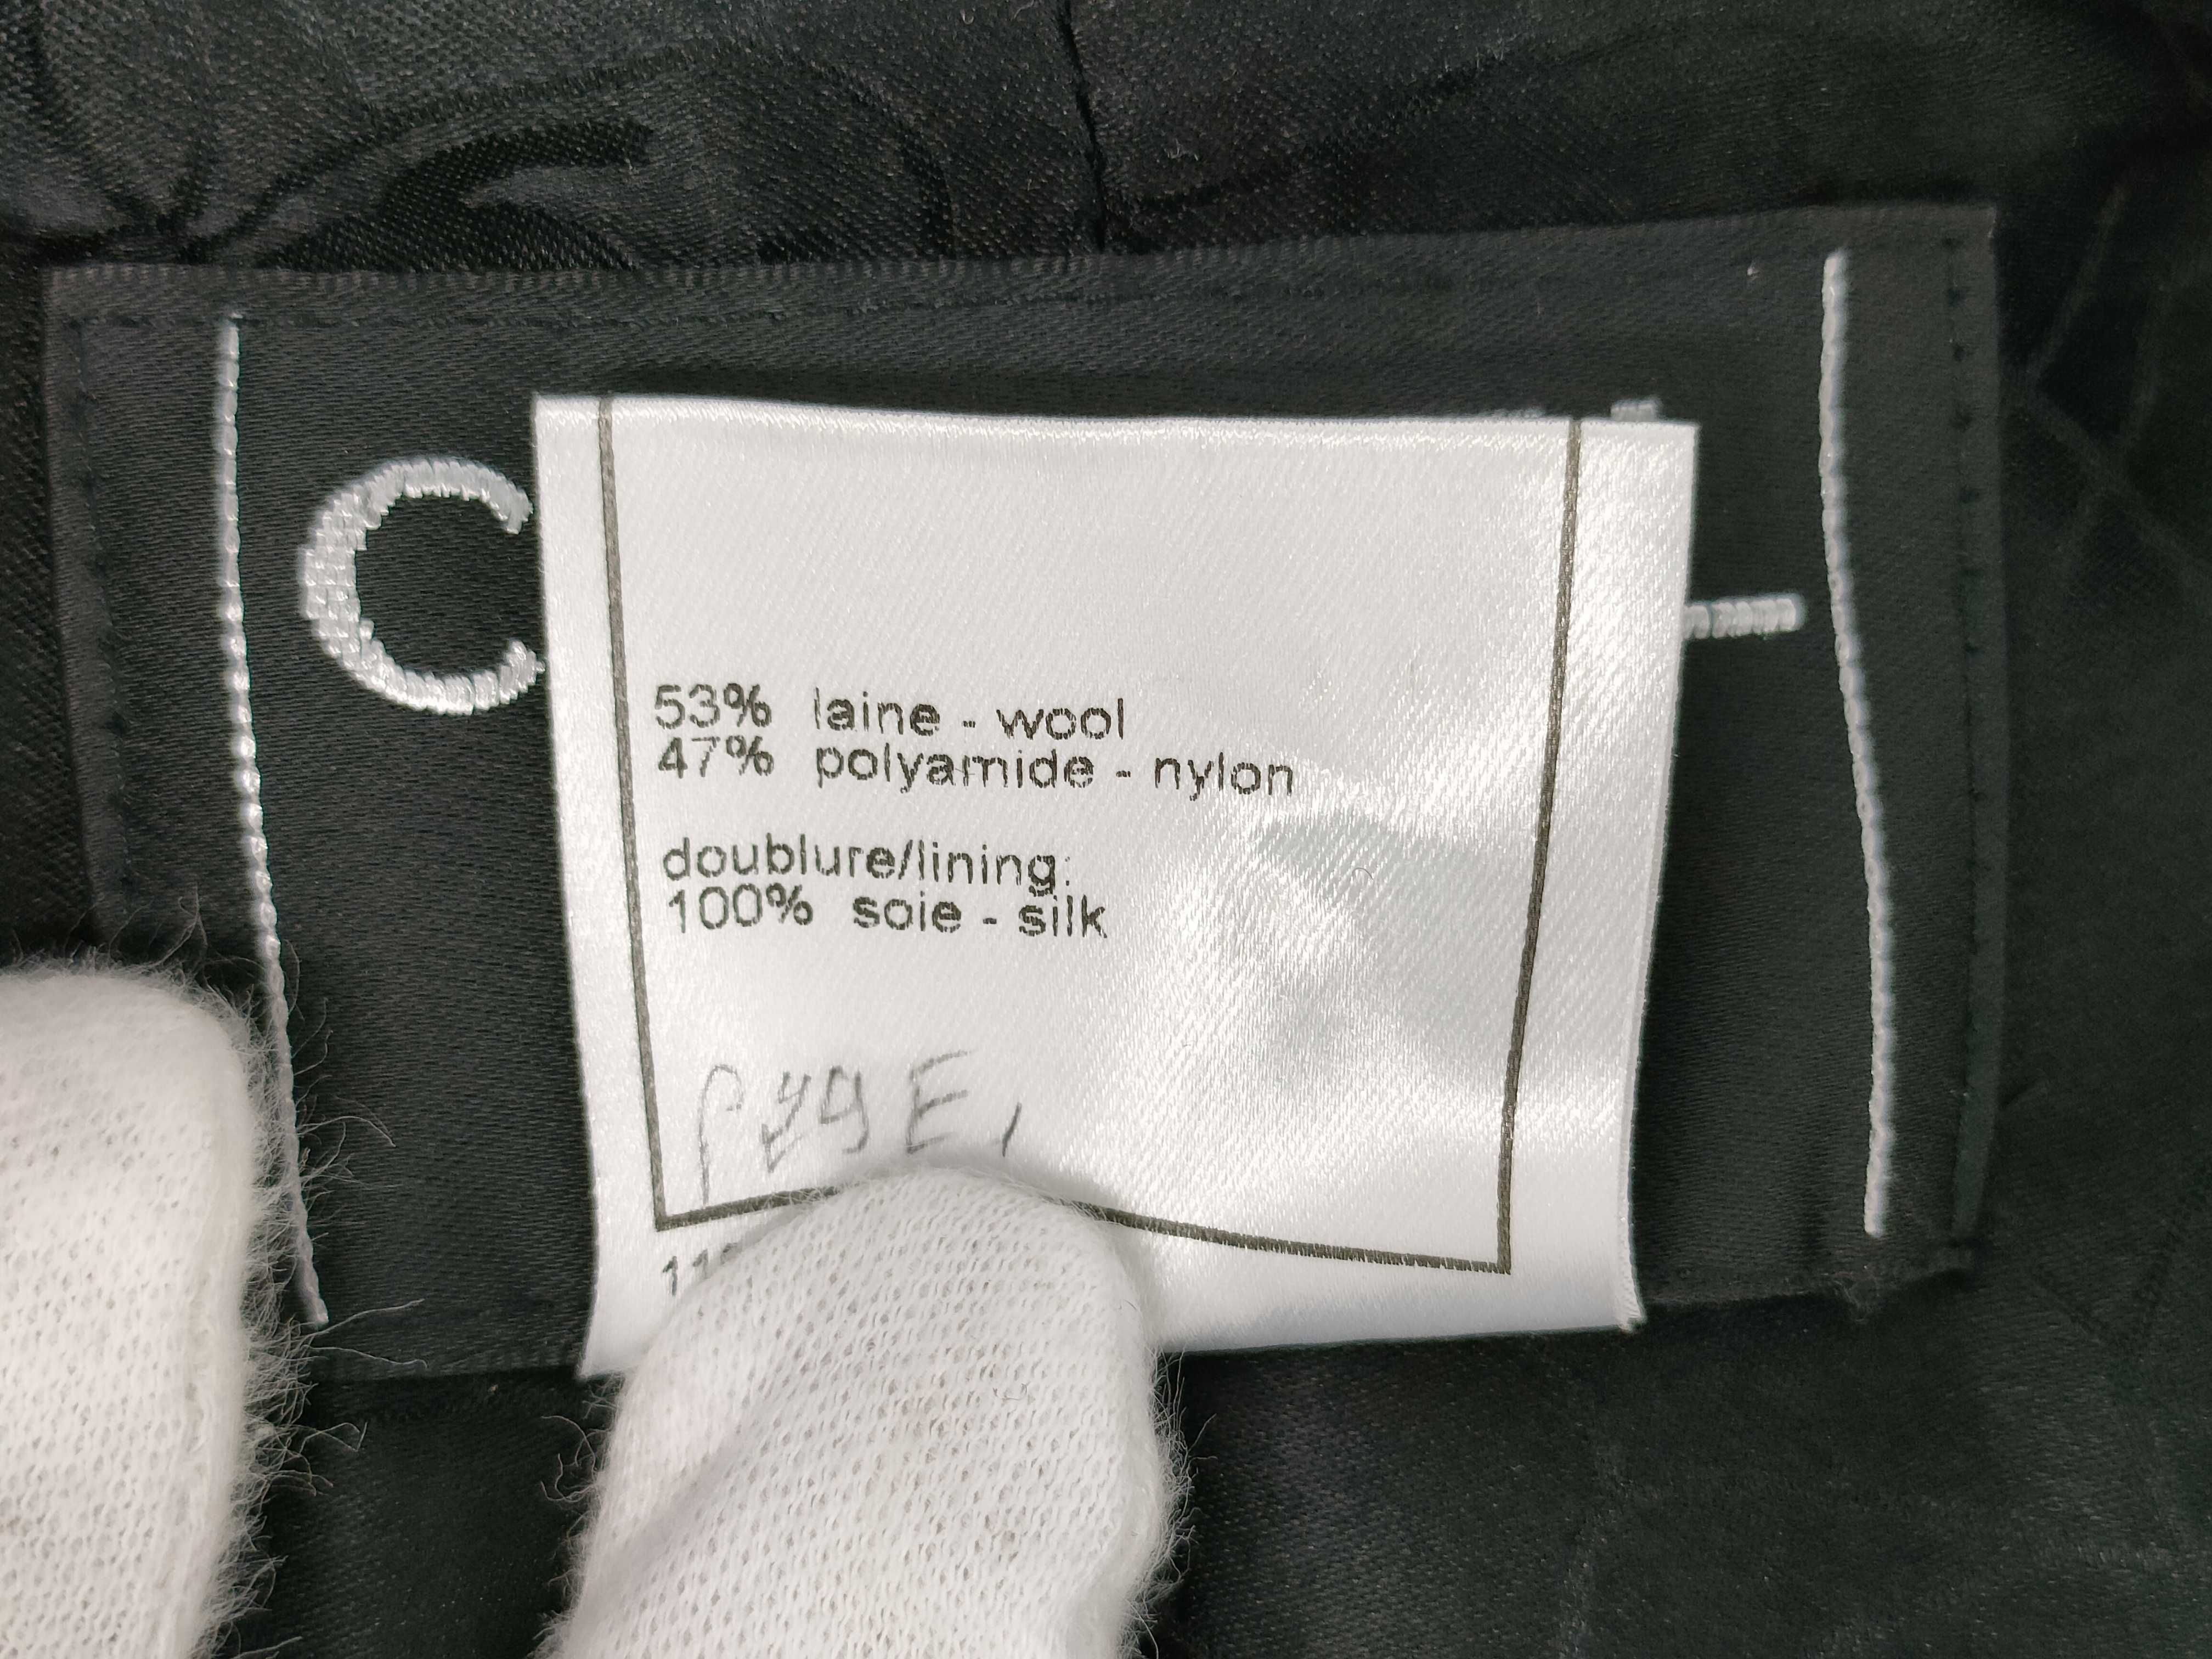 C
53% laine - wool
47% polyamide - nylon
doublure/lining:
100% soie - silk